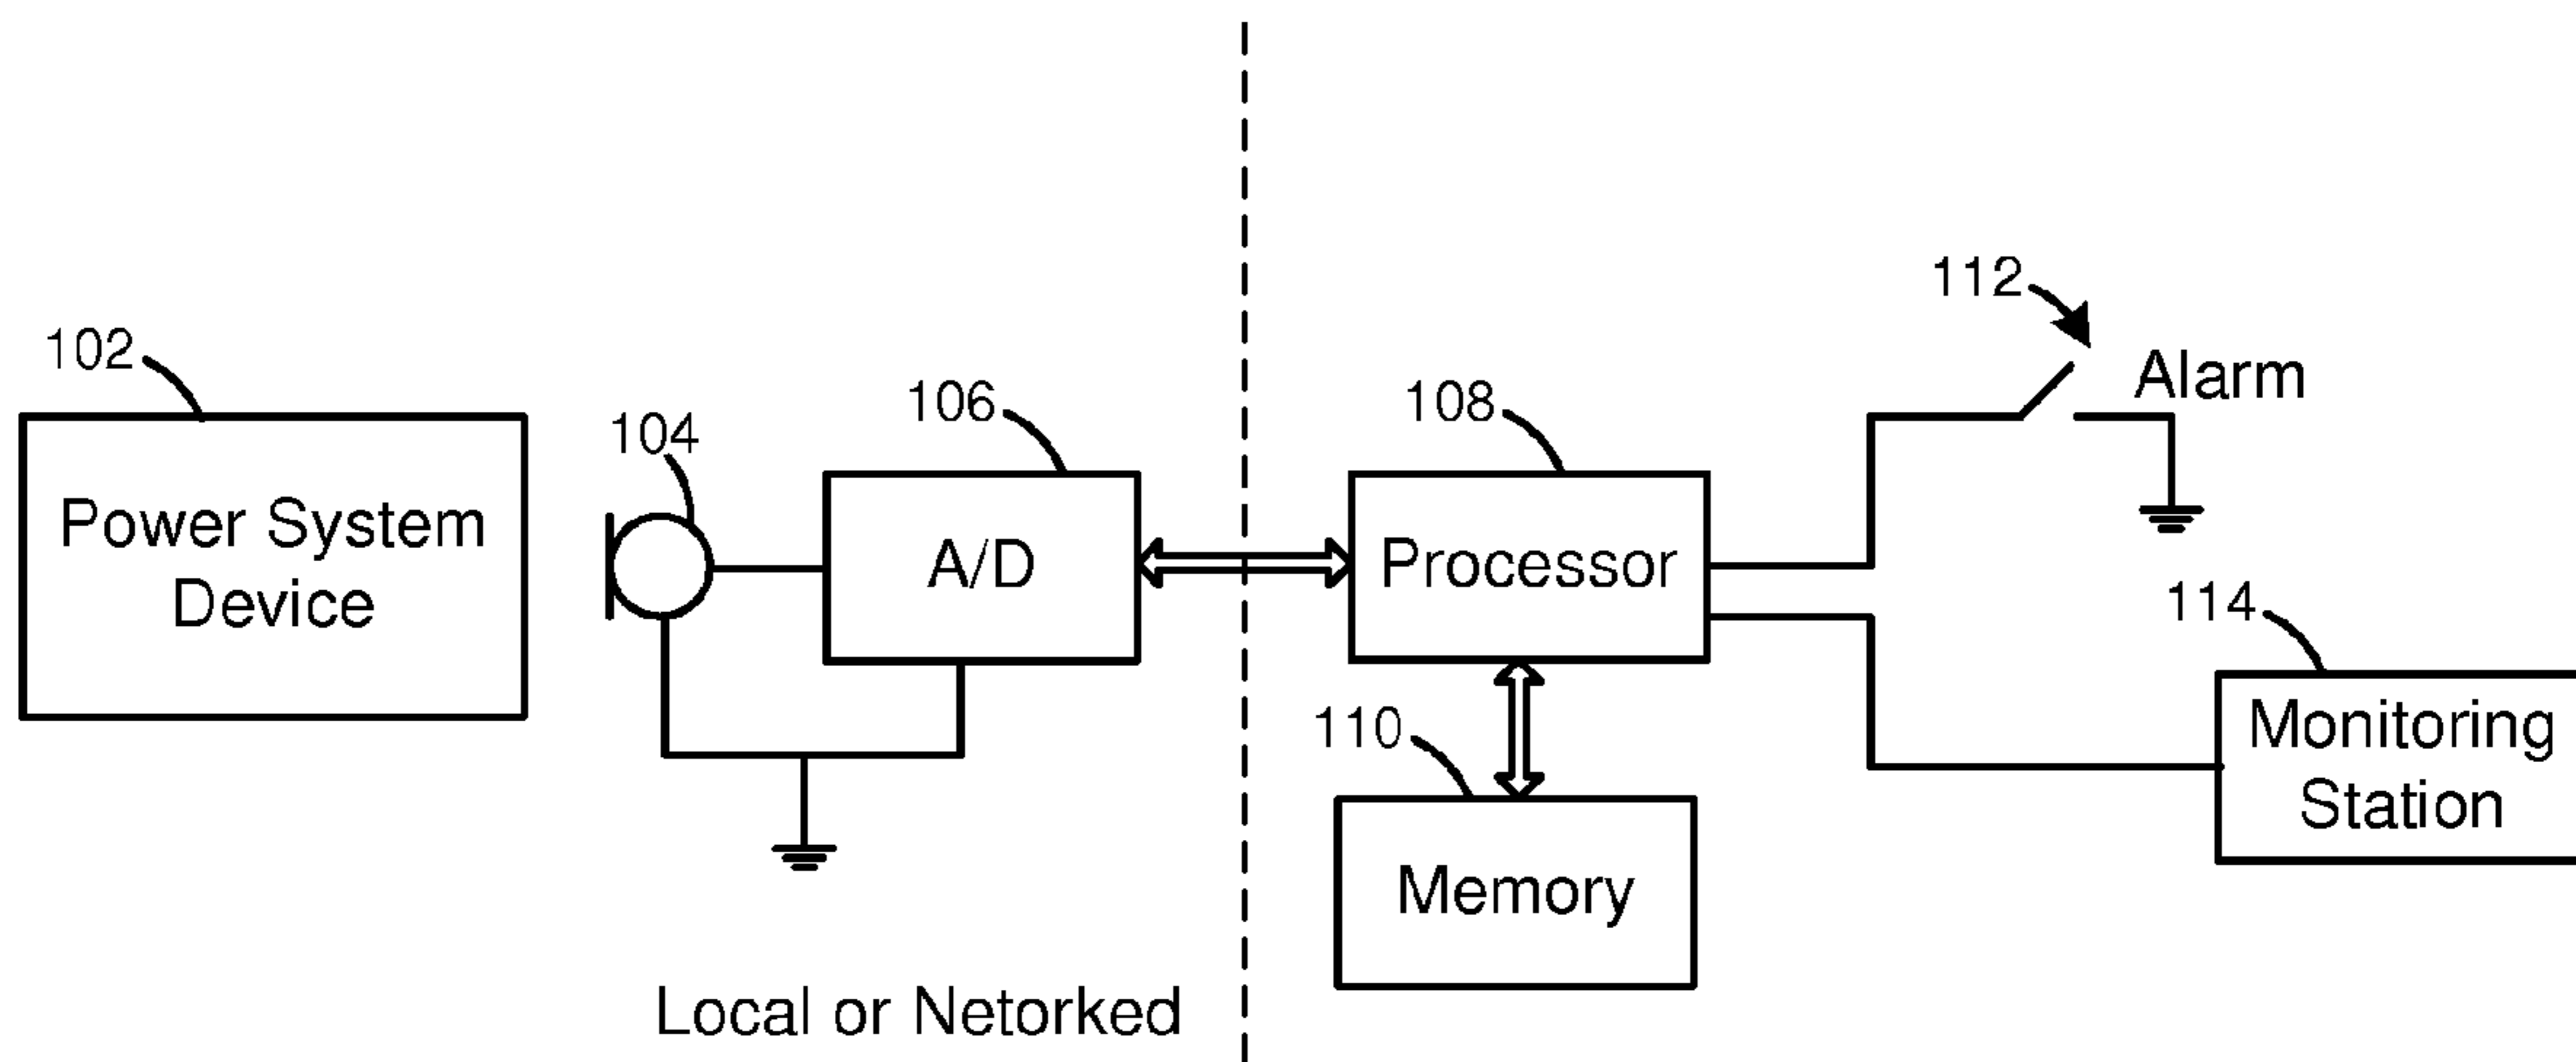 112
102
Alarm
106
108
104
Power System
Device
A/D
Processor
114
110
Monitoring
Station
Memory
Local or Netorked